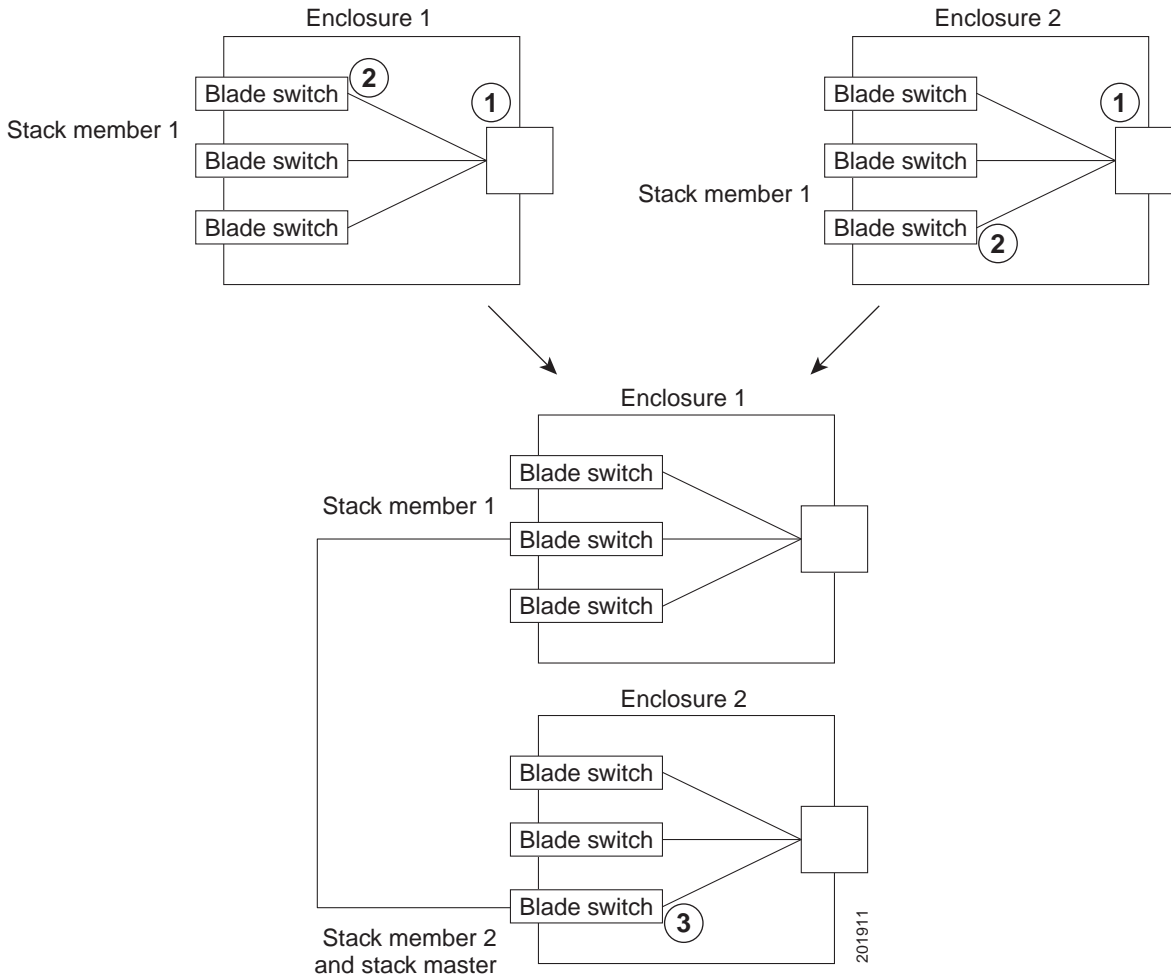 Enclosure 1
Enclosure 2
Blade switch
2
1
Stack member 1
Blade switch
Blade switch
Blade switch
1
Blade switch
Stack member 1
Blade switch
2
Enclosure 1
Blade switch
Stack member 1
Blade switch
Blade switch
Enclosure 2
Blade switch
Blade switch
Blade switch
3
Stack member 2
and stack master
201911